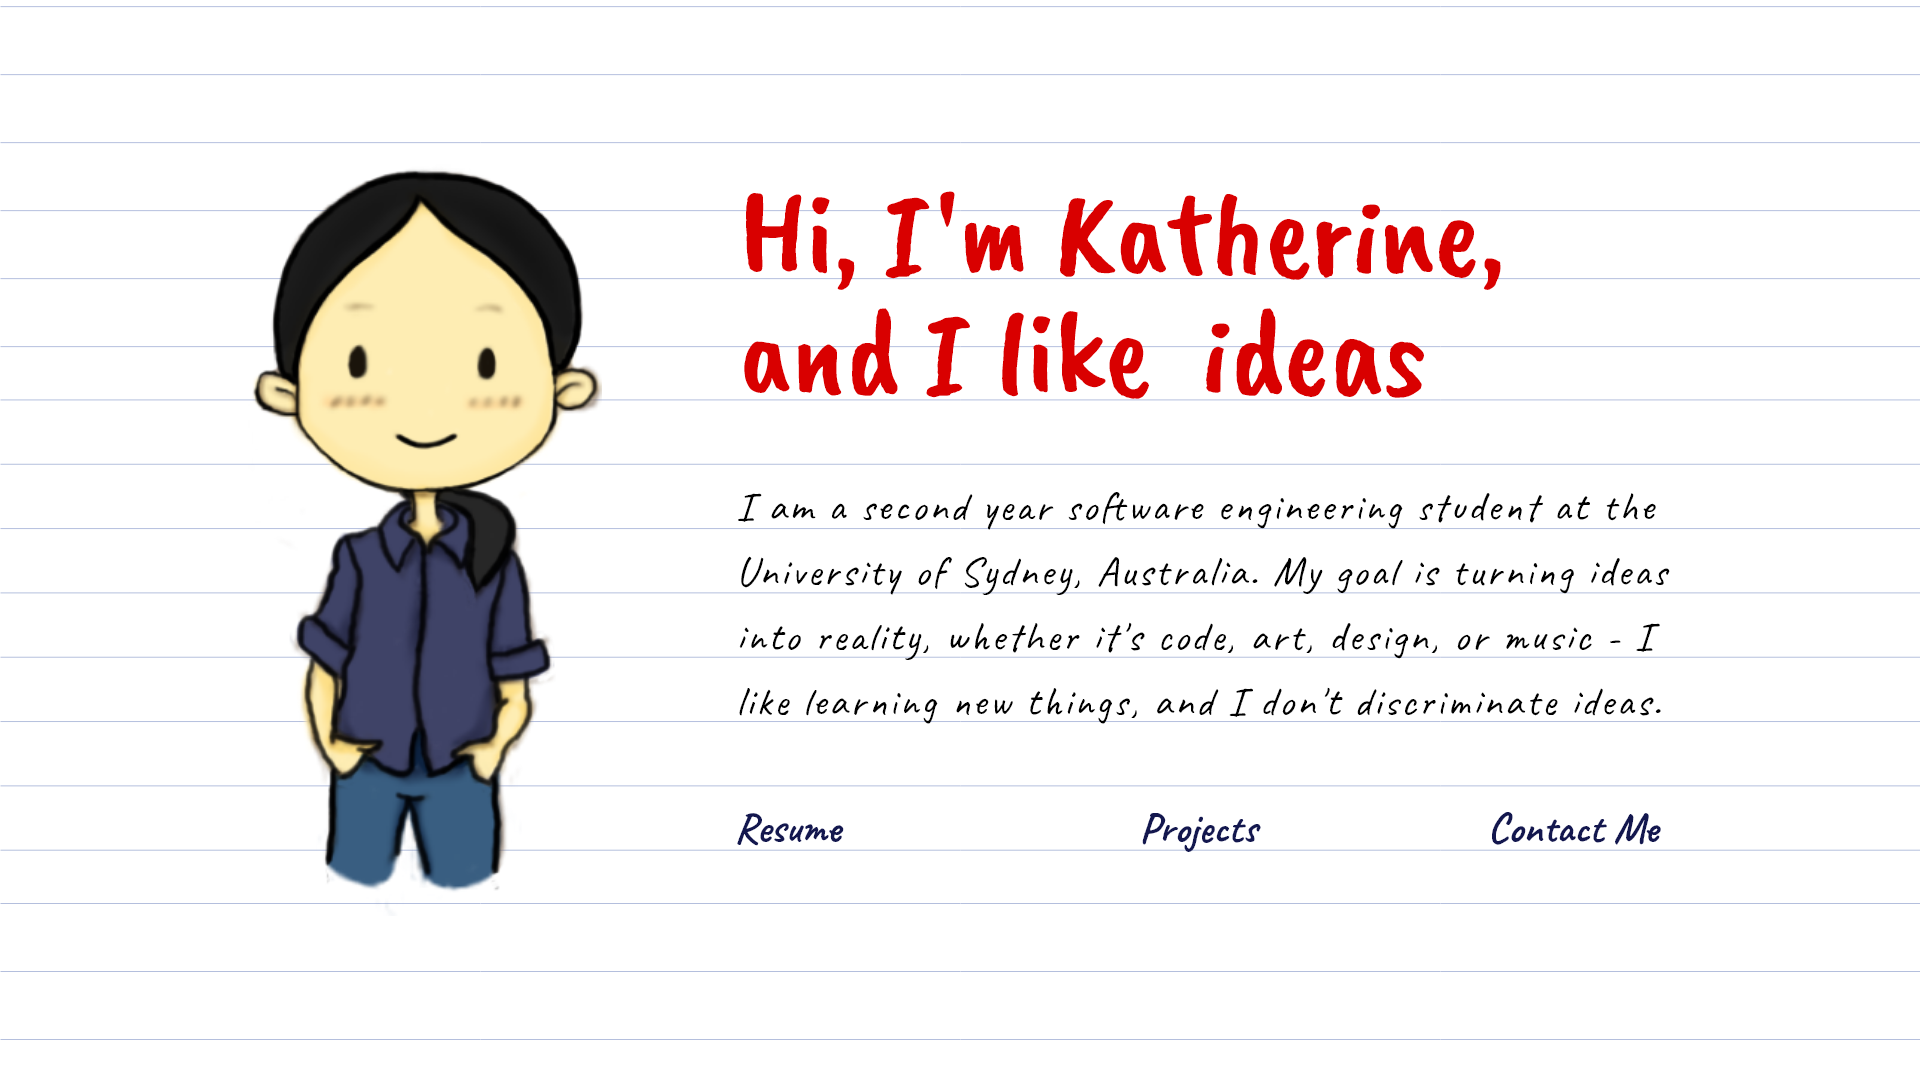 Hi, I'm Katherine,
and I like ideas
I am a second year software engineering student at the
University of Sydney, Australia. My goal is turning ideas
into reality, whether it's code, art, design, or music - I
like learning new things, and I don't discriminate ideas.
Resume Projects Contact Me